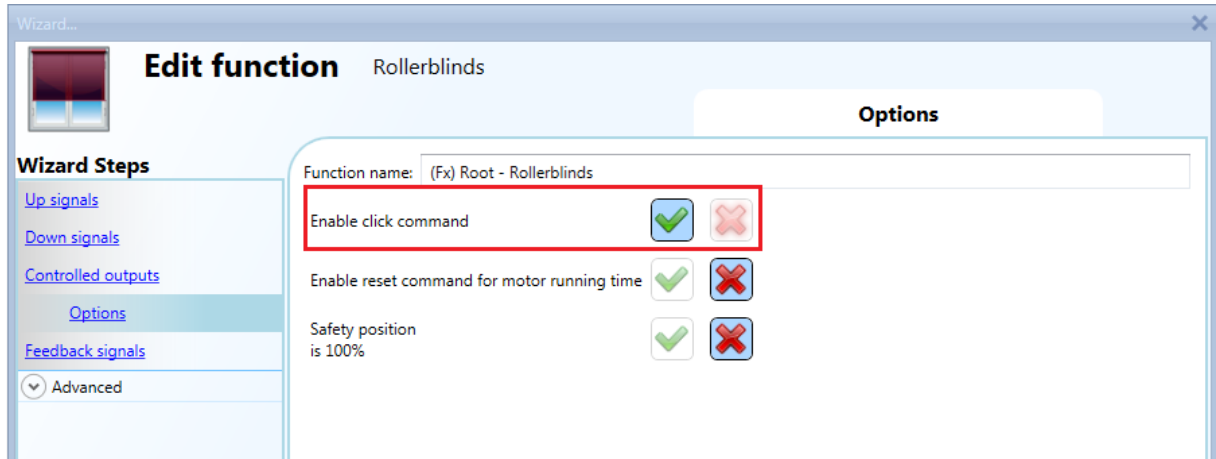 Wizard...
Edit function Rollerblinds
Options
Wizard Steps
Up signals
Down signals
Controlled outputs
Options
Feedback signals
Advanced
Function name: (Fx) Root - Rollerblinds
Enable click command
Enable reset command for motor running time
Safety position
is 100%